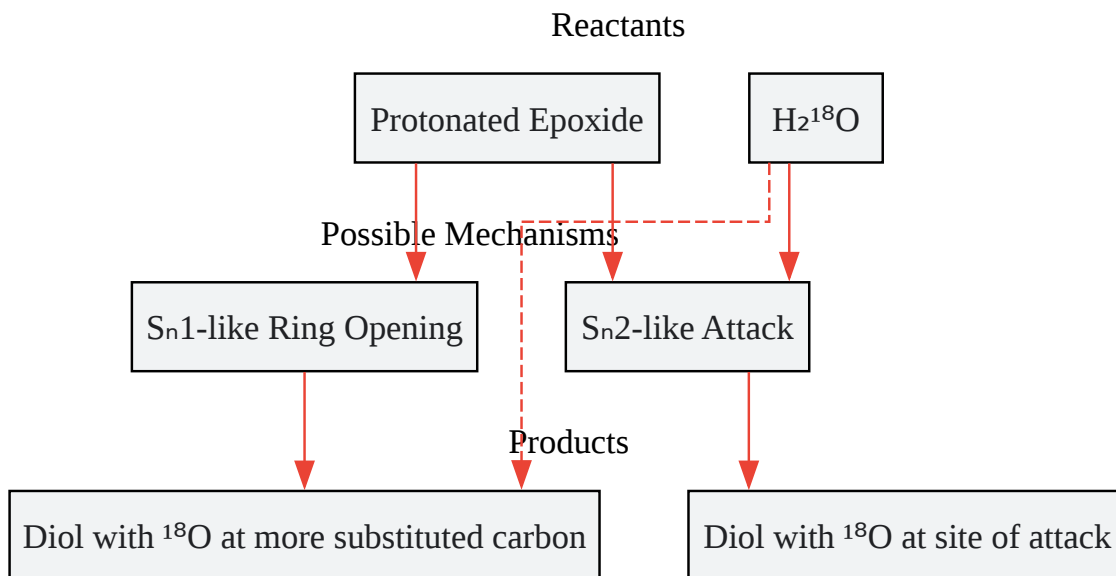 Reactants
Protonated Epoxide
H₂¹⁸O
Possible Mechanisms
Sₙ1-like Ring Opening
Sₙ2-like Attack
Products
Diol with ¹⁸O at more substituted carbon
Diol with ¹⁸O at site of attack